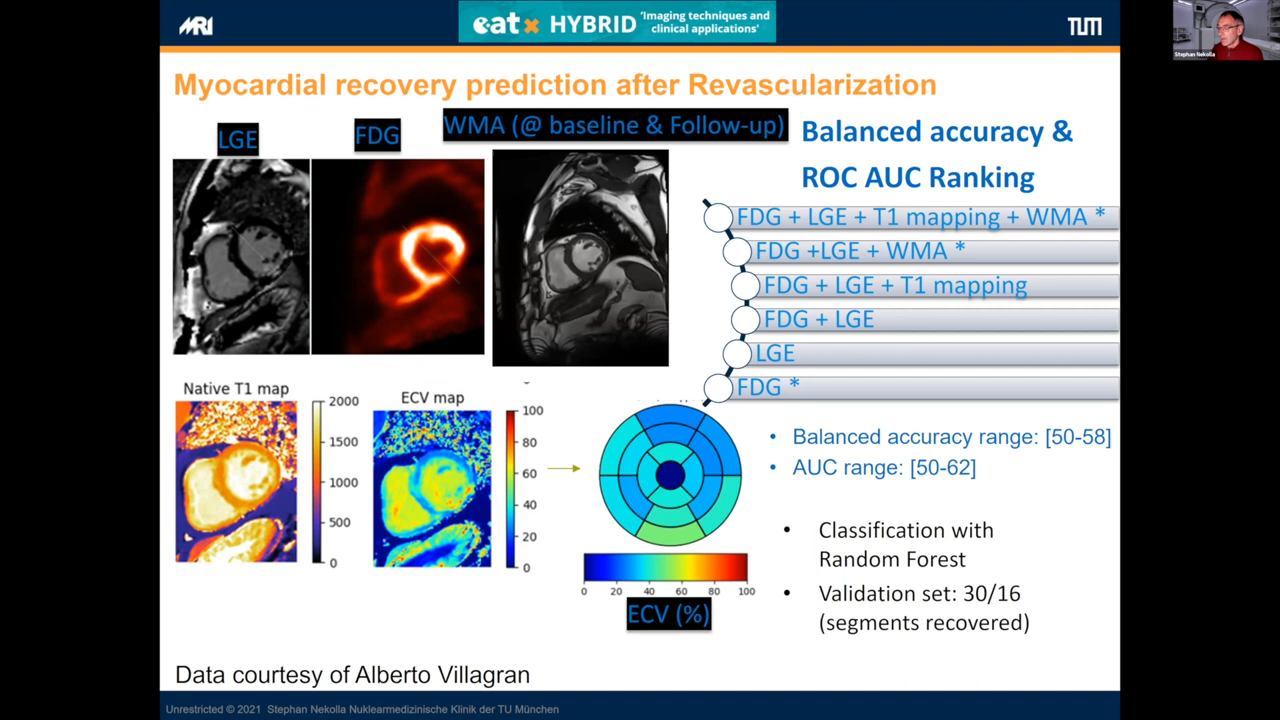 MRI
eatx HYBRID 'Imaging techniques and
clinical applications'
TUM
Stephan Nekolla
Myocardial recovery prediction after Revascularization
LGE
FDG
WMA (@ baseline & Follow-up)
Balanced accuracy &
ROC AUC Ranking
FDG + LGE + T1 mapping + WMA *
FDG +LGE + WMA *
FDG + LGE + T1 mapping
FDG + LGE
LGE
FDG *
Native T1 map
2000
1500
1000
500
0
ECV map
100
80
60
40
20
0
0 20 40 60 80 100
ECV (%)
• Balanced accuracy range: [50-58]
• AUC range: [50-62]
• Classification with
Random Forest
• Validation set: 30/16
(segments recovered)
Data courtesy of Alberto Villagran
Unrestricted © 2021 Stephan Nekolla Nuklearmedizinische Klinik der TU München